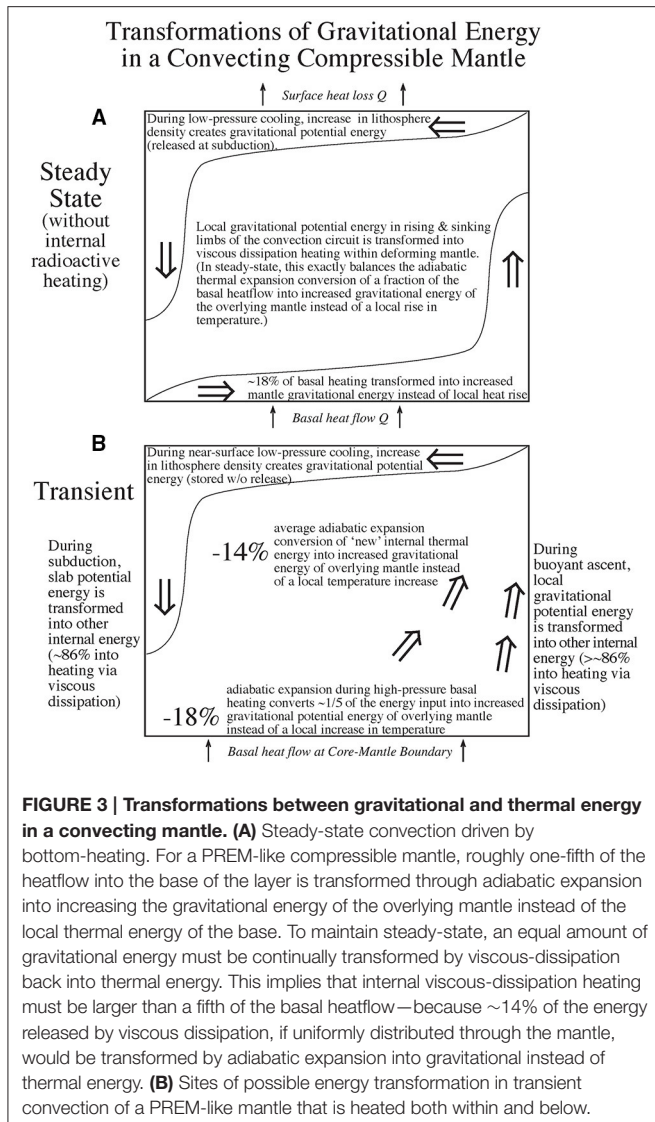 Transformations of Gravitational Energy
in a Convecting Compressible Mantle
Surface heat loss Q
A
During low-pressure cooling, increase in lithosphere
density creates gravitational potential energy
(released at subduction).
Steady
State
(without
internal
radioactive
heating)
Local gravitational potential energy in rising & sinking
limbs of the convection circuit is transformed into
viscous dissipation heating within deforming mantle.
(In steady-state, this exactly balances the adiabatic
thermal expansion conversion of a fraction of the
basal heatflow into increased gravitational energy of
the overlying mantle instead of a local rise in
temperature.)
~18% of basal heating transformed into increased
mantle gravitational energy instead of local heat rise
Basal heat flow Q
B
During near-surface low-pressure cooling, increase
in lithosphere density creates gravitational potential
energy (stored w/o release)
Transient
During
subduction,
slab potential
energy is
transformed
into other
internal energy
(~86% into
heating via
viscous
dissipation)
-14%
average adiabatic expansion
conversion of 'new' internal thermal
energy into increased gravitational
energy of overlying mantle instead
of a local temperature increase
During
buoyant ascent,
local
gravitational
potential energy
is transformed
into other internal
energy (>~86%
into heating via
viscous
dissipation)
-18%
adiabatic expansion during high-pressure basal
heating converts ~1/5 of the energy input into increased
gravitational potential energy of overlying mantle
instead of a local increase in temperature
Basal heat flow at Core-Mantle Boundary
FIGURE 3 | Transformations between gravitational and thermal energy
in a convecting mantle. (A) Steady-state convection driven by
bottom-heating. For a PREM-like compressible mantle, roughly one-fifth of the
heatflow into the base of the layer is transformed through adiabatic expansion
into increasing the gravitational energy of the overlying mantle instead of the
local thermal energy of the base. To maintain steady-state, an equal amount of
gravitational energy must be continually transformed by viscous-dissipation
back into thermal energy. This implies that internal viscous-dissipation heating
must be larger than a fifth of the basal heatflow—because ~14% of the energy
released by viscous dissipation, if uniformly distributed through the mantle,
would be transformed by adiabatic expansion into gravitational instead of
thermal energy. (B) Sites of possible energy transformation in transient
convection of a PREM-like mantle that is heated both within and below.